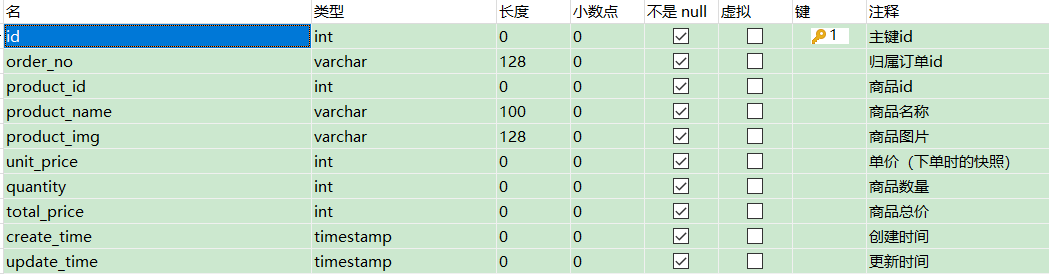 名 类型 长度 小数点 不是 null 虚拟 键 注释
id int 0 0 1 主键id
order_no varchar 128 0 归属订单id
product_id int 0 0 商品id
product_name varchar 100 0 商品名称
product_img varchar 128 0 商品图片
unit_price int 0 0 单价（下单时的快照）
quantity int 0 0 商品数量
total_price int 0 0 商品总价
create_time timestamp 0 0 创建时间
update_time timestamp 0 0 更新时间